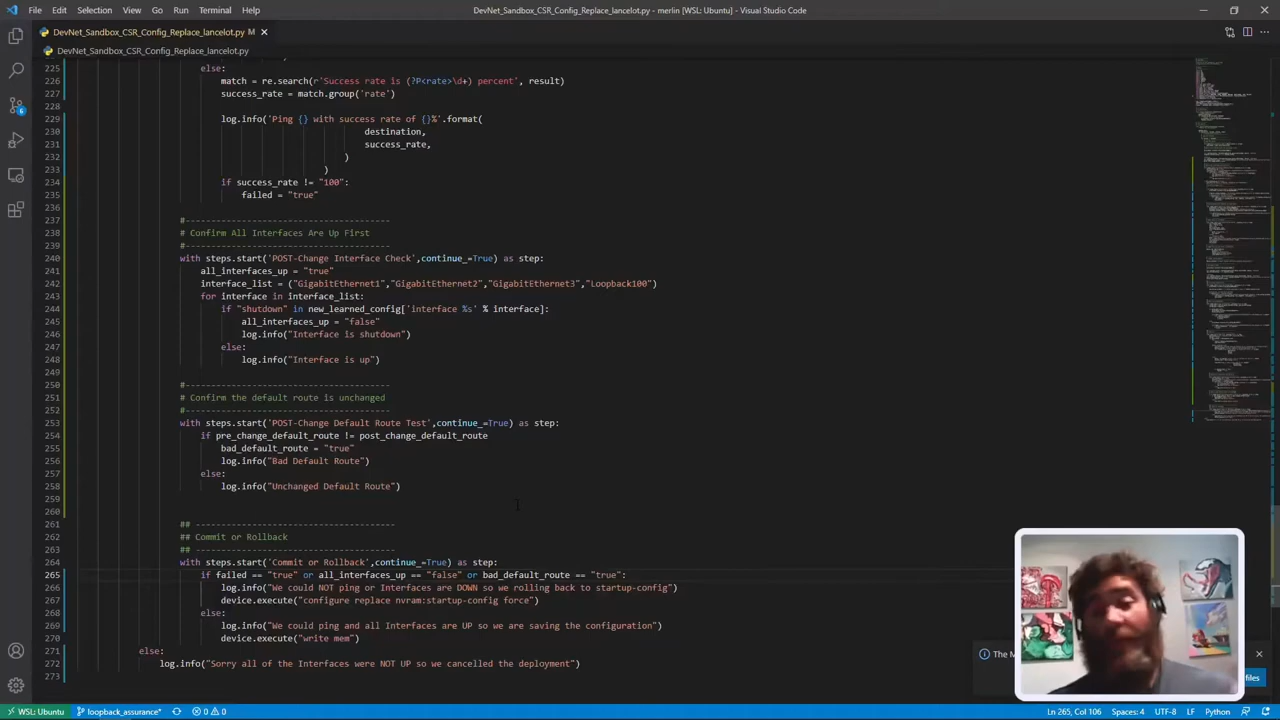 File Edit Selection View Go Run Terminal Help
DevNet_Sandbox_CSR_Config_Replace_lancelot.py - merlin [WSL: Ubuntu] - Visual Studio Code
DevNet_Sandbox_CSR_Config_Replace_lancelot.py M
DevNet_Sandbox_CSR_Config_Replace_lancelot.py
225 else:
226 match = re.search(r'Success rate is (?P<rate>\d+) percent', result)
227 success_rate = match.group('rate')
228
229 log.info('Ping {} with success rate of {}%'.format(
230 destination,
231 success_rate,
232 )
233 )
234 if success_rate != "100":
235 failed = "true"
236
237 #----------------------------------------
238 # Confirm All Interfaces Are Up First
239 #----------------------------------------
240 with steps.start('POST-Change Interface Check',continue_=True) as step:
241 all_interfaces_up = "true"
242 interface_list = ("GigabitEthernet1","GigabitEthernet2","GigabitEthernet3","Loopback100")
243 for interface in interface_list:
244 if "shutdown" in new_learned_config['interface %s' % interface]:
245 all_interfaces_up = "false"
246 log.info("Interface is shutdown")
247 else:
248 log.info("Interface is up")
249
250 #----------------------------------------
251 # Confirm the default route is unchanged
252 #----------------------------------------
253 with steps.start('POST-Change Default Route Test',continue_=True) as step:
254 if pre_change_default_route != post_change_default_route
255 bad_default_route = "true"
256 log.info("Bad Default Route")
257 else:
258 log.info("Unchanged Default Route")
259
260
261 ## ---------------------------------------
262 ## Commit or Rollback
263 ## ---------------------------------------
264 with steps.start('Commit or Rollback',continue_=True) as step:
265 if failed == "true" or all_interfaces_up == "false" or bad_default_route == "true":
266 log.info("We could NOT ping or Interfaces are DOWN so we rolling back to startup-config")
267 device.execute("configure replace nvram:startup-config force")
268 else:
269 log.info("We could ping and all Interfaces are UP so we are saving the configuration")
270 device.execute("write mem")
271 else:
272 log.info("Sorry all of the Interfaces were NOT UP so we cancelled the deployment")
273
The
files
WSL: Ubuntu loopback_assurance* 0 0 Ln 265, Col 106 Spaces: 4 UTF-8 LF Python